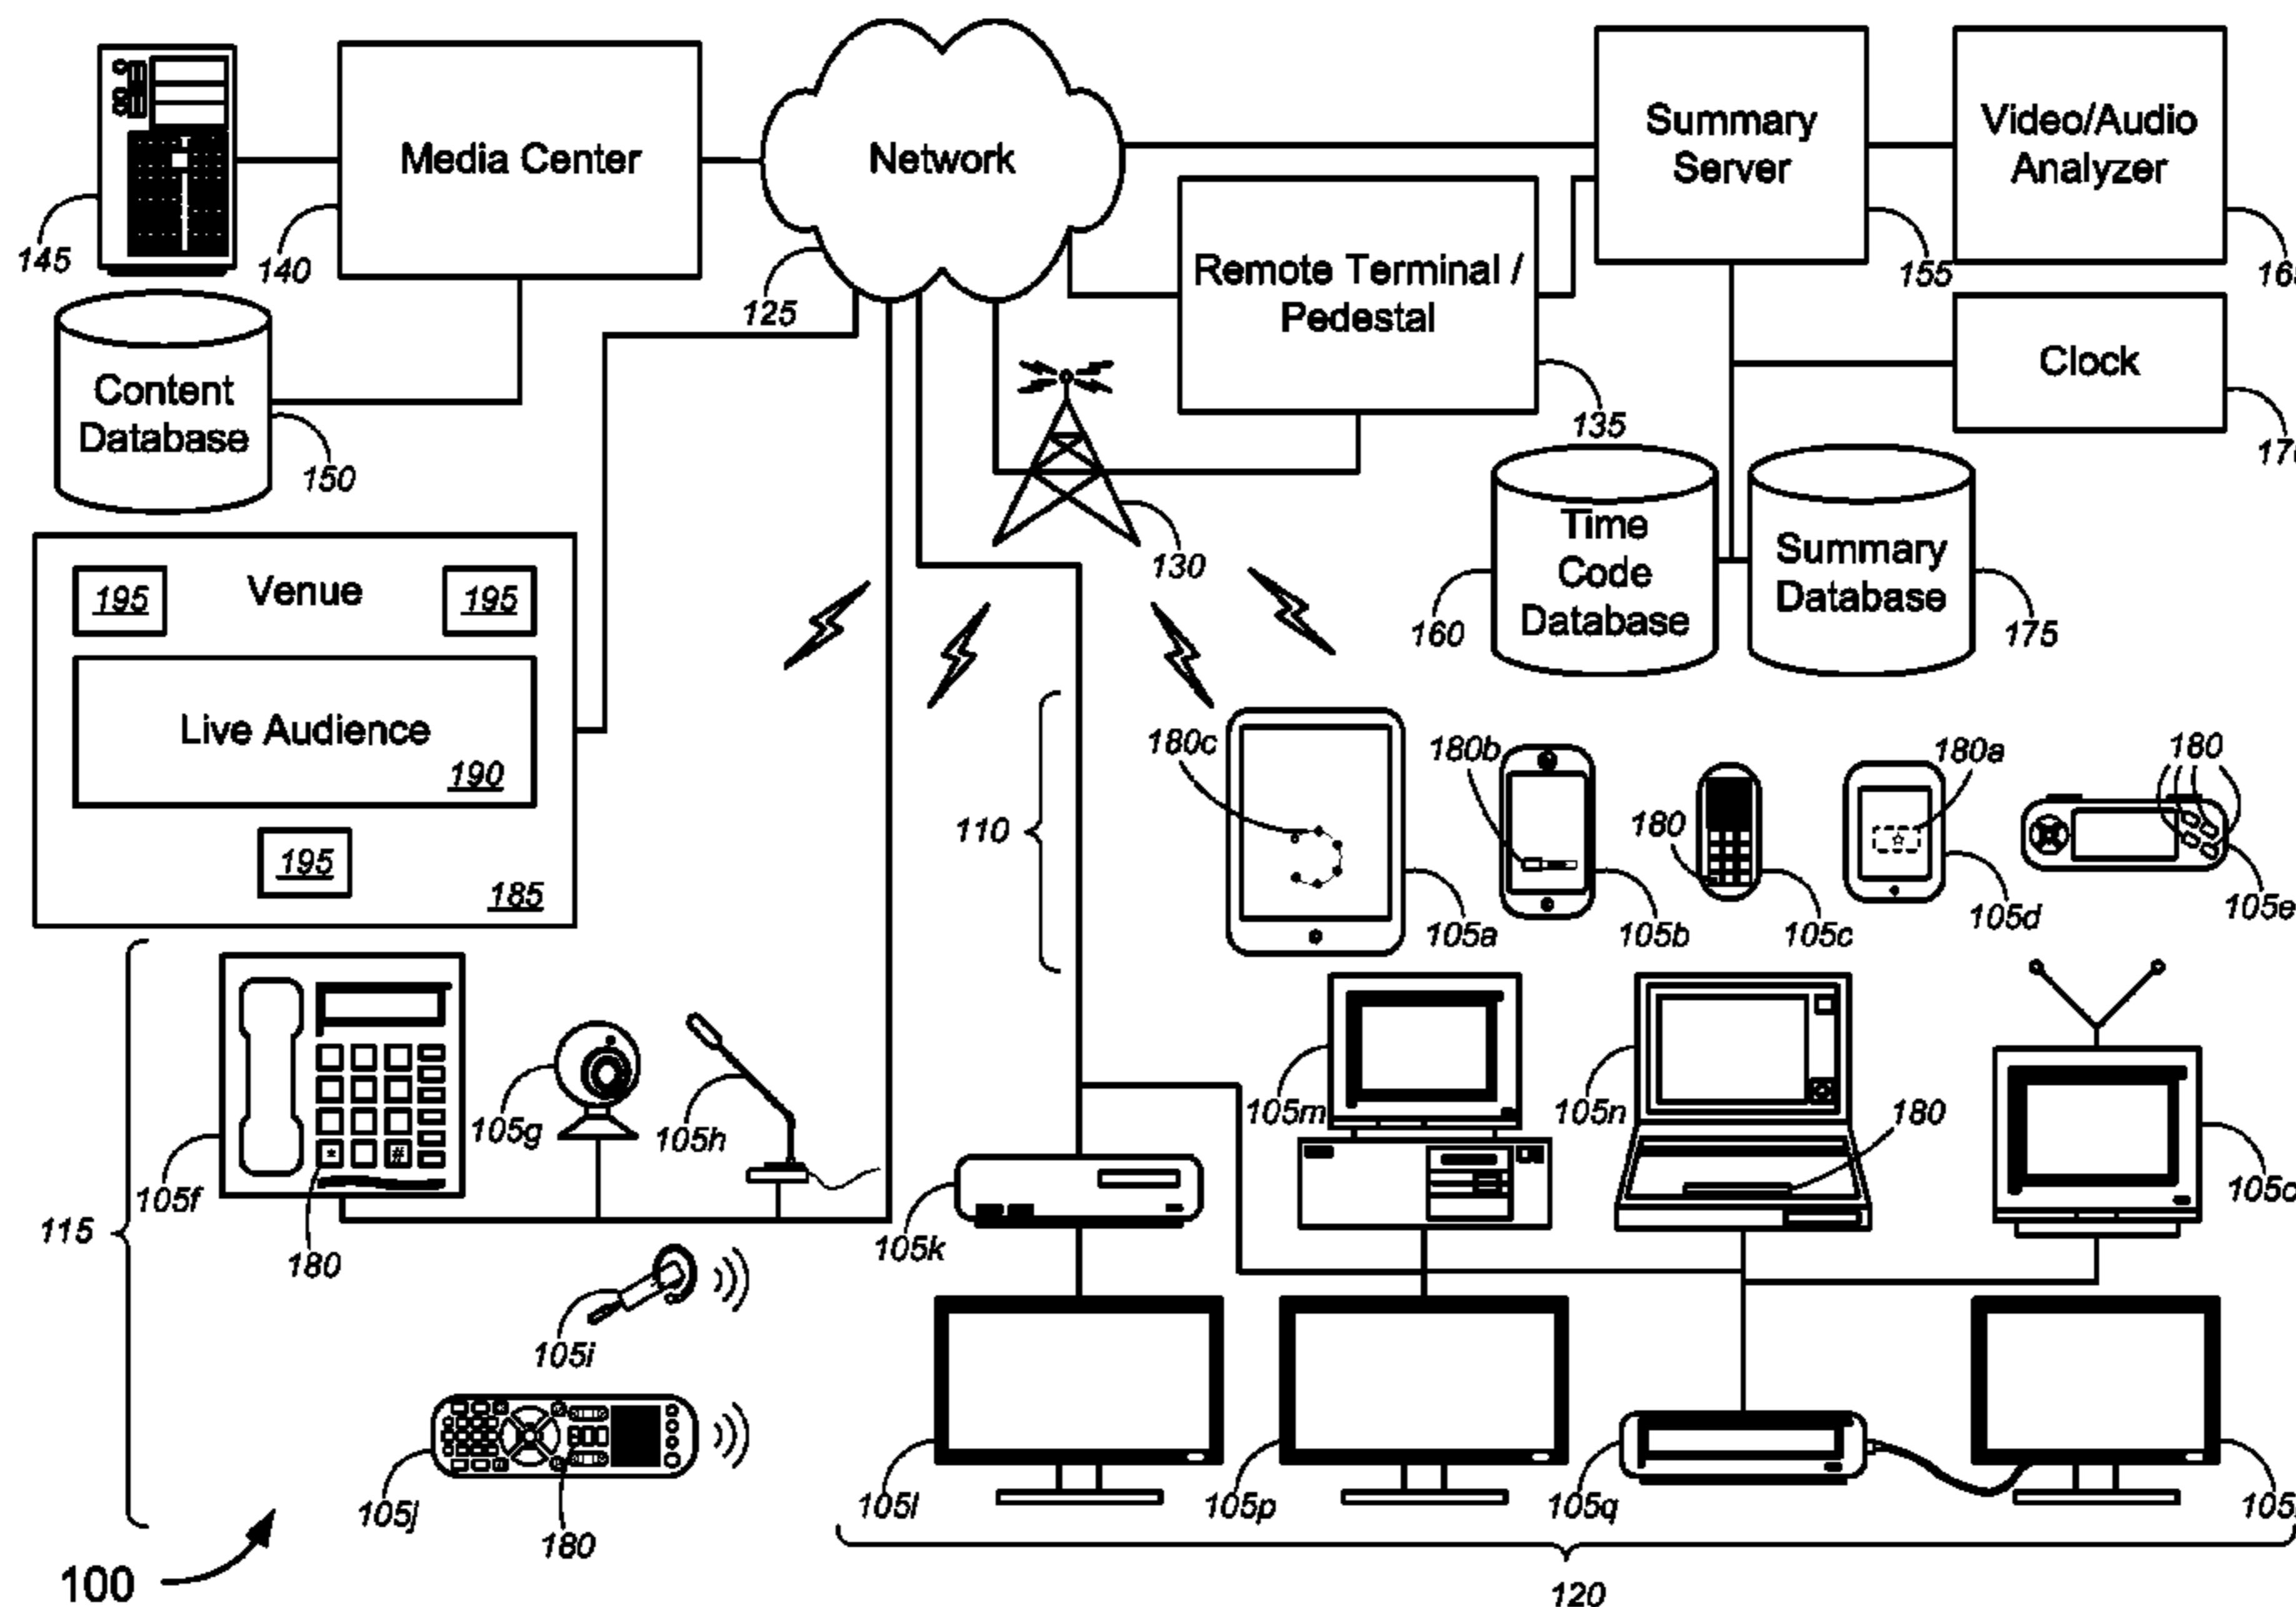 145
Media Center
140
Network
125
Summary
Server
155
Video/Audio
Analyzer
Remote Terminal /
Pedestal
135
Clock
Content
Database
150
130
Time
Code
Database
160
Summary
Database
175
Venue
195
195
Live Audience
190
195
185
110
180c
105a
180b
105b
180
105c
180a
105d
180
105e
115
105f
*
#
180
105g
105h
105i
105j
180
105k
105m
105n
180
105o
105l
105p
105q
120
100